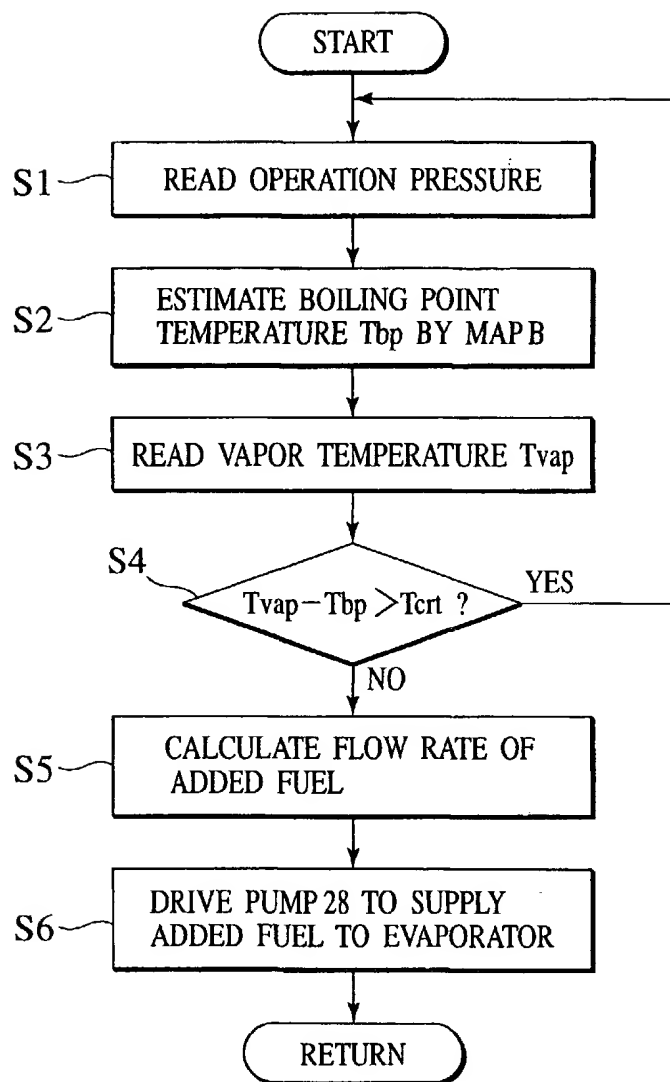 START
S1
READ OPERATION PRESSURE
S2
ESTIMATE BOILING POINT
TEMPERATURE Tbp BY MAP B
S3
READ VAPOR TEMPERATURE Tvap
S4
Tvap-Tbp >Tcrt ?
YES
NO
S5
CALCULATE FLOW RATE OF
ADDED FUEL
S6
DRIVE PUMP 28 TO SUPPLY
ADDED FUEL TO EVAPORATOR
RETURN